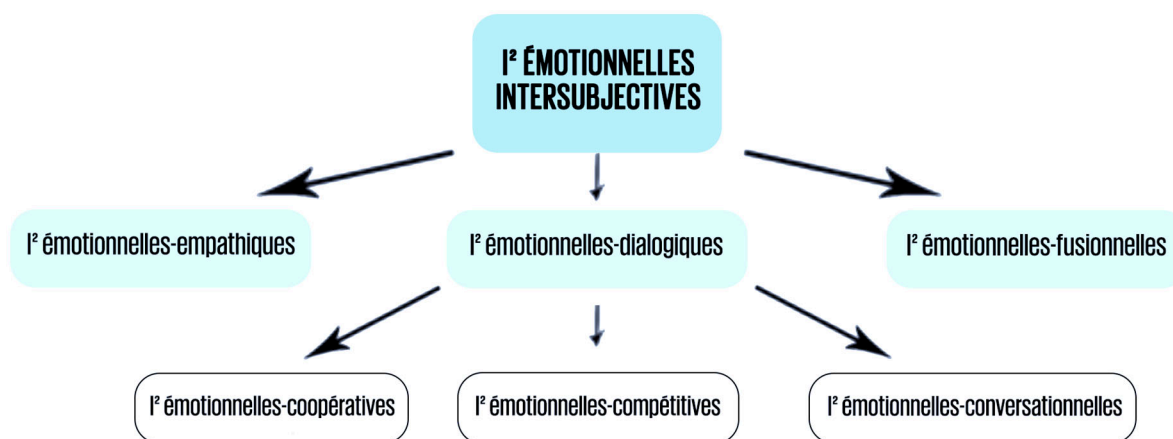 I² ÉMOTIONNELLES
INTERSUBJECTIVES
I² émotionnelles-empathiques
I² émotionnelles-dialogiques
I² émotionnelles-fusionnelles
I² émotionnelles-coopératives
I² émotionnelles-compétitives
I² émotionnelles-conversationnelles